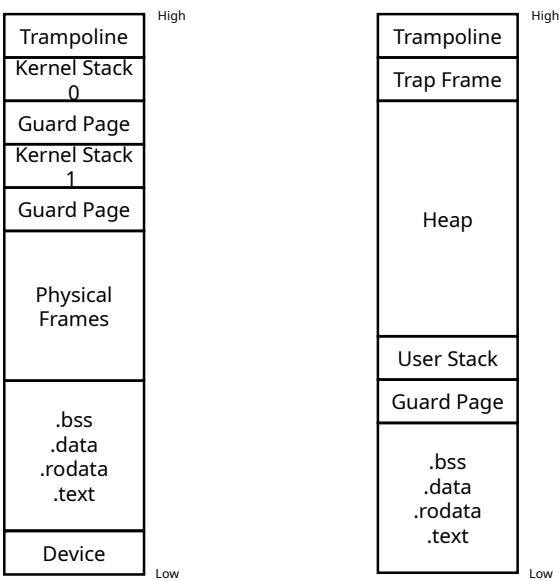 High
Trampoline
Kernel Stack
0
Guard Page
Kernel Stack
1
Guard Page
Physical
Frames
.bss
.data
.rodata
.text
Device
Low
High
Trampoline
Trap Frame
Heap
User Stack
Guard Page
.bss
.data
.rodata
.text
Low